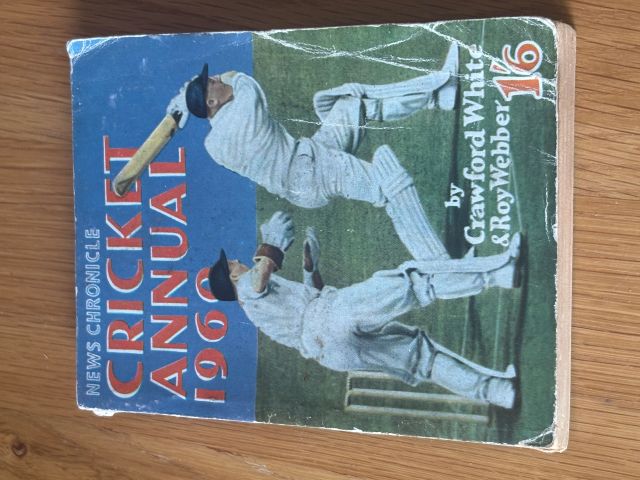 NEWS CHRONICLE
CRICKET
ANNUAL
1960
by
Crawford White
& Roy Webber
1'6